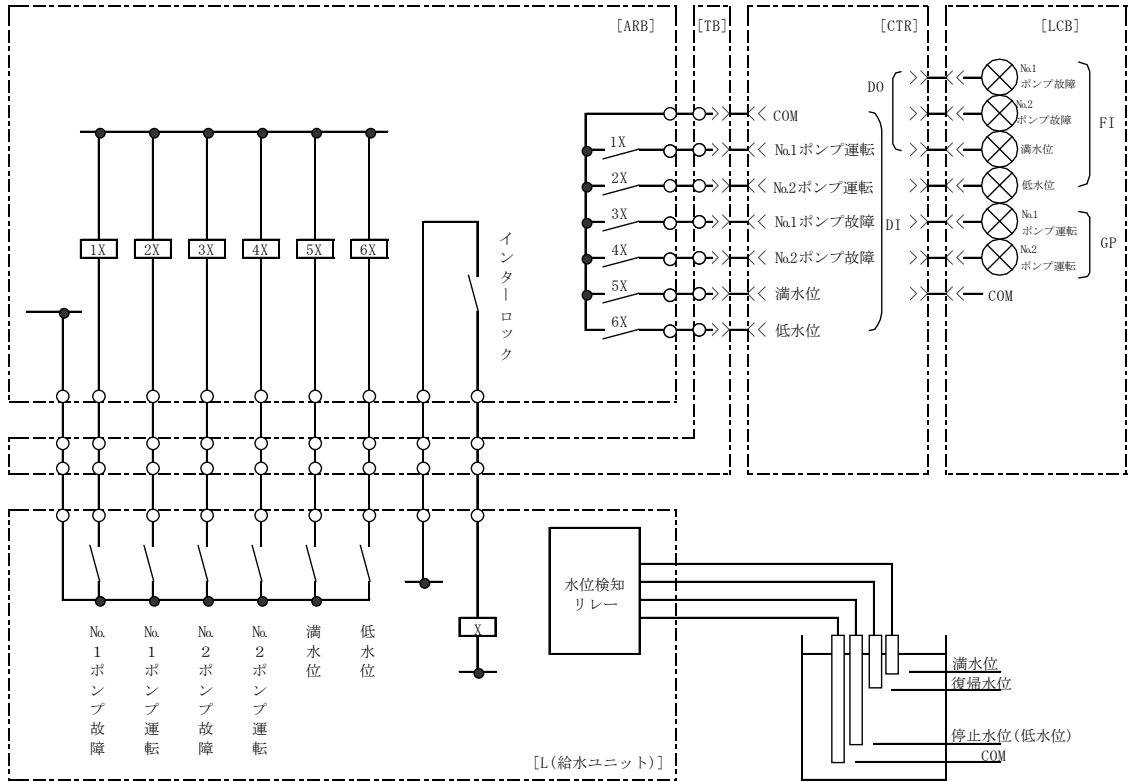 [ARB]
[TB]
[CTR]
[LCB]
DO
No.1
ポンプ故障
No.2
ポンプ故障
満水位
低水位
FI
No.1
ポンプ運転
No.2
ポンプ運転
GP
COM
COM
1X
No.1ポンプ運転
2X
No.2ポンプ運転
3X
No.1ポンプ故障
4X
No.2ポンプ故障
5X
満水位
6X
低水位
DI
1X
2X
3X
4X
5X
6X
インターロック
No.1ポンプ故障
No.1ポンプ運転
No.2ポンプ故障
No.2ポンプ運転
満水位
低水位
X
水位検知
リレー
[L(給水ユニット)]
満水位
復帰水位
停止水位(低水位)
COM